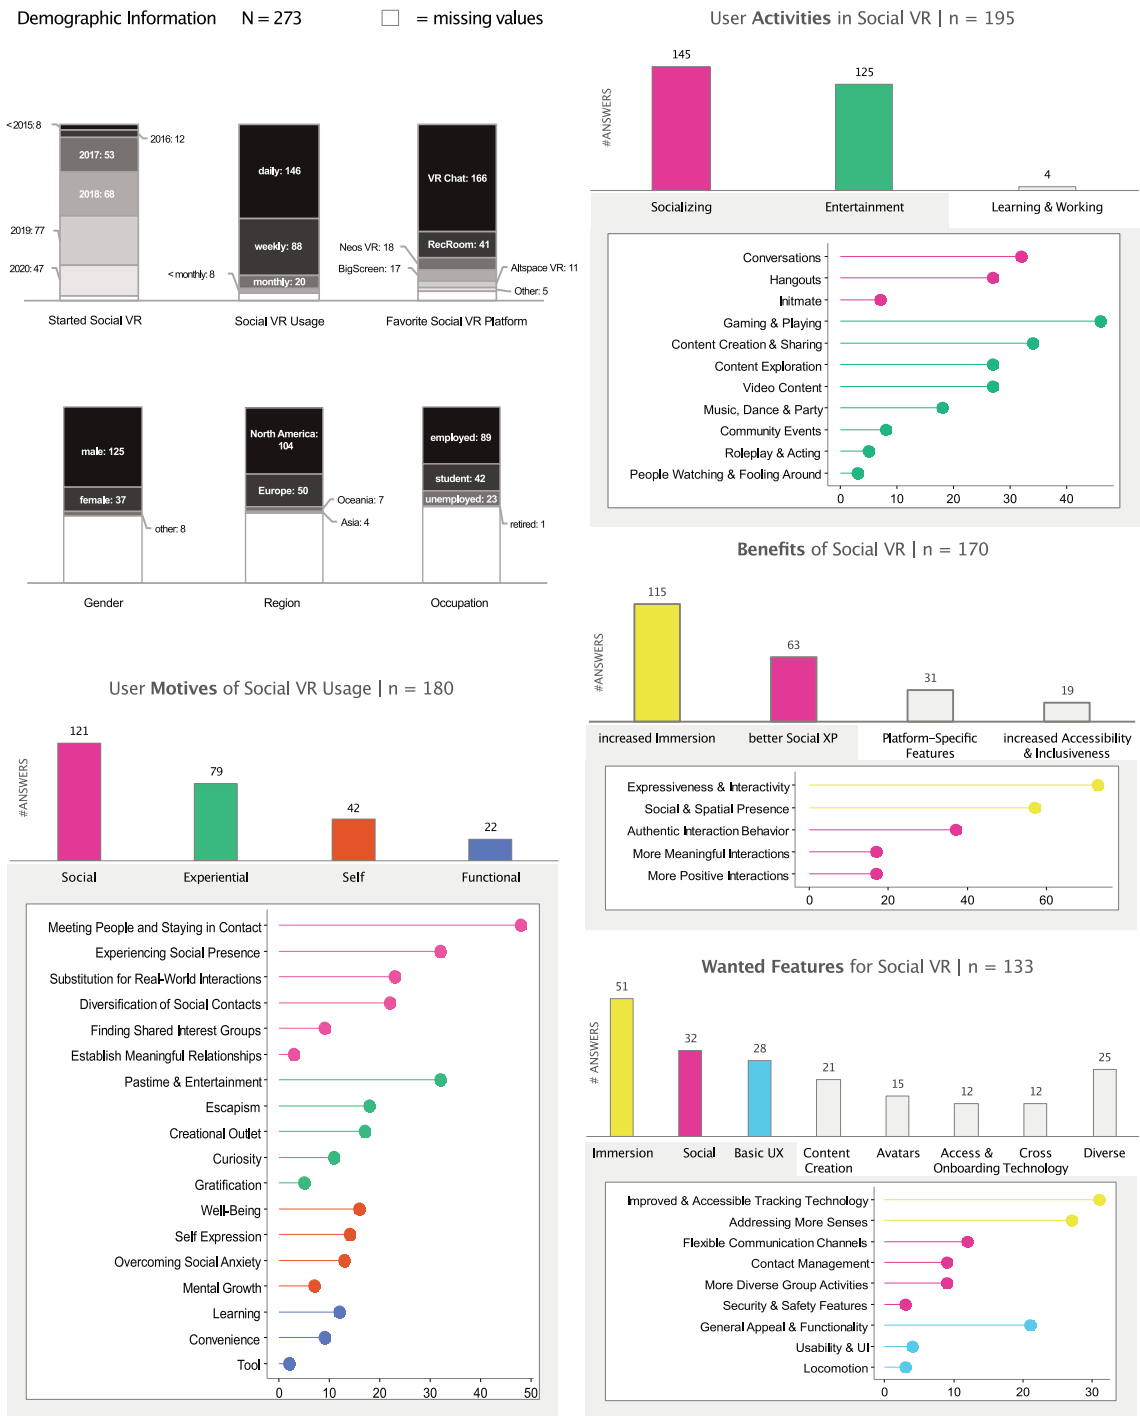 Demographic Information N = 273 = missing values
<2015: 8
2016: 12
2017: 53
2018: 68
2019: 77
2020: 47
Started Social VR
daily: 146
weekly: 88
<monthly: 8
monthly: 20
Social VR Usage
VR Chat: 166
RecRoom: 41
Neos VR: 18
BigScreen: 17
Altspace VR: 11
Other: 5
Favorite Social VR Platform
male: 125
female: 37
other: 8
Gender
North America:
104
Europe: 50
Oceania: 7
Asia: 4
Region
employed: 89
student: 42
unemployed: 23
retired: 1
Occupation
User Motives of Social VR Usage | n = 180
#ANSWERS
121
79
42
22
Social
Experiential
Self
Functional
Meeting People and Staying in Contact
Experiencing Social Presence
Substitution for Real-World Interactions
Diversification of Social Contacts
Finding Shared Interest Groups
Establish Meaningful Relationships
Pastime & Entertainment
Escapism
Creational Outlet
Curiosity
Gratification
Well-Being
Self Expression
Overcoming Social Anxiety
Mental Growth
Learning
Convenience
Tool
0 10 20 30 40 50
User Activities in Social VR | n = 195
#ANSWERS
145
125
4
Socializing
Entertainment
Learning & Working
Conversations
Hangouts
Initmate
Gaming & Playing
Content Creation & Sharing
Content Exploration
Video Content
Music, Dance & Party
Community Events
Roleplay & Acting
People Watching & Fooling Around
0 10 20 30 40
Benefits of Social VR | n = 170
#ANSWERS
115
63
31
19
increased Immersion
better Social XP
Platform-Specific
Features
increased Accessibility
& Inclusiveness
Expressiveness & Interactivity
Social & Spatial Presence
Authentic Interaction Behavior
More Meaningful Interactions
More Positive Interactions
0 20 40 60
Wanted Features for Social VR | n = 133
# ANSWERS
51
32
28
21
15
12
12
25
Immersion
Social
Basic UX
Content
Creation
Avatars
Access &
Onboarding
Cross
Technology
Diverse
Improved & Accessible Tracking Technology
Addressing More Senses
Flexible Communication Channels
Contact Management
More Diverse Group Activities
Security & Safety Features
General Appeal & Functionality
Usability & UI
Locomotion
0 10 20 30